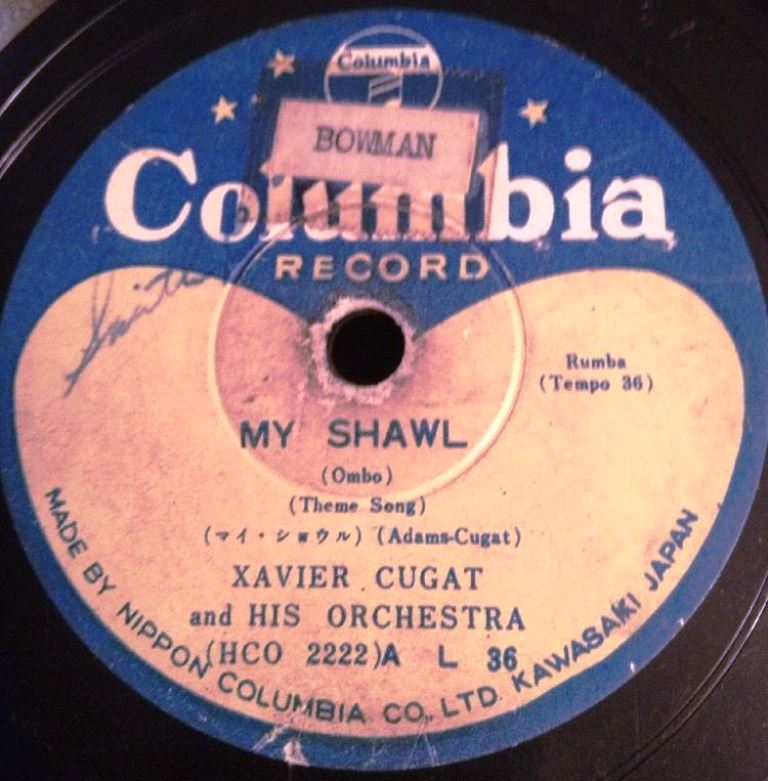 Columbia
BOWMAN
Columbia
RECORD
Rumba
(Tempo 36)
MY SHAWL
(Ombo)
(Theme Song)
(マイ・ショウル) (Adams-Cugat)
XAVIER CUGAT
and HIS ORCHESTRA
(HCO 2222)A L 36
MADE BY NIPPON COLUMBIA CO., LTD. KAWASAKI JAPAN